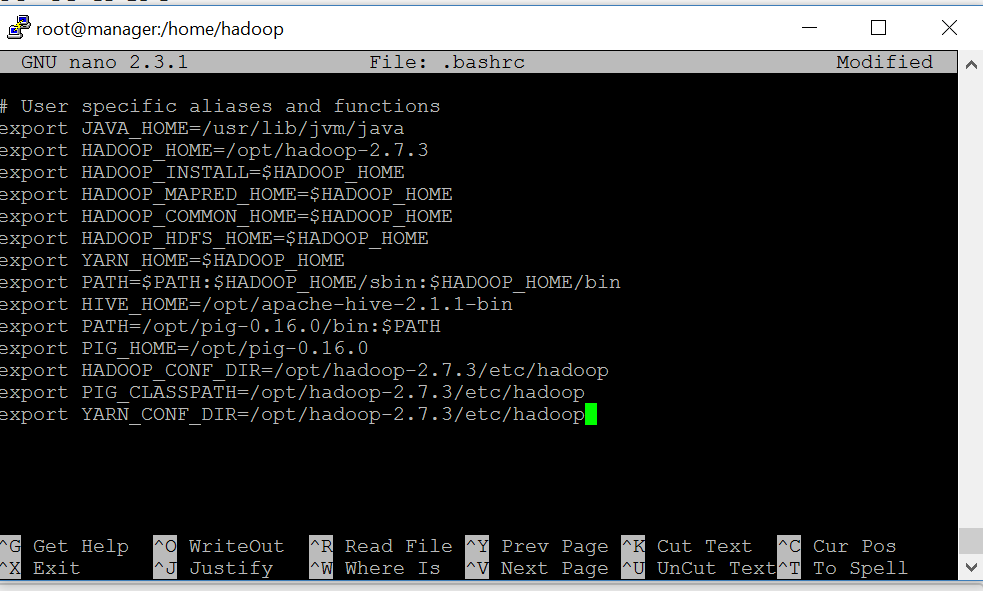 root@manager:/home/hadoop
GNU nano 2.3.1 File: .bashrc Modified
# User specific aliases and functions
export JAVA_HOME=/usr/lib/jvm/java
export HADOOP_HOME=/opt/hadoop-2.7.3
export HADOOP_INSTALL=$HADOOP_HOME
export HADOOP_MAPRED_HOME=$HADOOP_HOME
export HADOOP_COMMON_HOME=$HADOOP_HOME
export HADOOP_HDFS_HOME=$HADOOP_HOME
export YARN_HOME=$HADOOP_HOME
export PATH=$PATH:$HADOOP_HOME/sbin:$HADOOP_HOME/bin
export HIVE_HOME=/opt/apache-hive-2.1.1-bin
export PATH=/opt/pig-0.16.0/bin:$PATH
export PIG_HOME=/opt/pig-0.16.0
export HADOOP_CONF_DIR=/opt/hadoop-2.7.3/etc/hadoop
export PIG_CLASSPATH=/opt/hadoop-2.7.3/etc/hadoop
export YARN_CONF_DIR=/opt/hadoop-2.7.3/etc/hadoop
^G Get Help ^O WriteOut ^R Read File ^Y Prev Page ^K Cut Text ^C Cur Pos
^X Exit ^J Justify ^W Where Is ^V Next Page ^U UnCut Text ^T To Spell